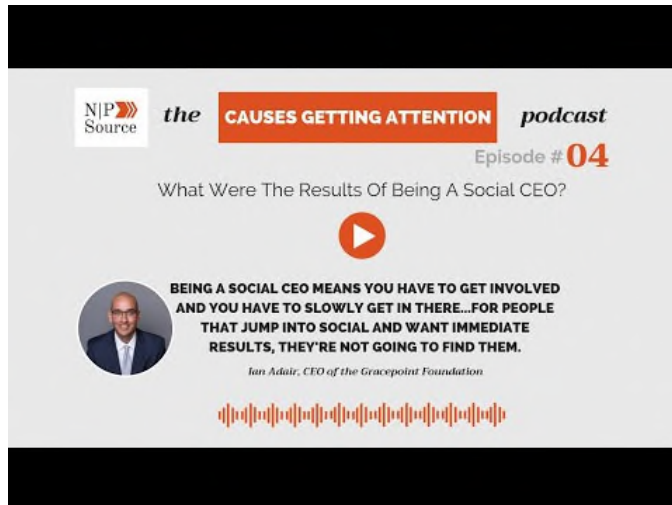 N|P
Source
the CAUSES GETTING ATTENTION podcast
Episode # 04
What Were The Results Of Being A Social CEO?
BEING A SOCIAL CEO MEANS YOU HAVE TO GET INVOLVED
AND YOU HAVE TO SLOWLY GET IN THERE...FOR PEOPLE
THAT JUMP INTO SOCIAL AND WANT IMMEDIATE
RESULTS, THEY'RE NOT GOING TO FIND THEM.
Ian Adair, CEO of the Gracepoint Foundation